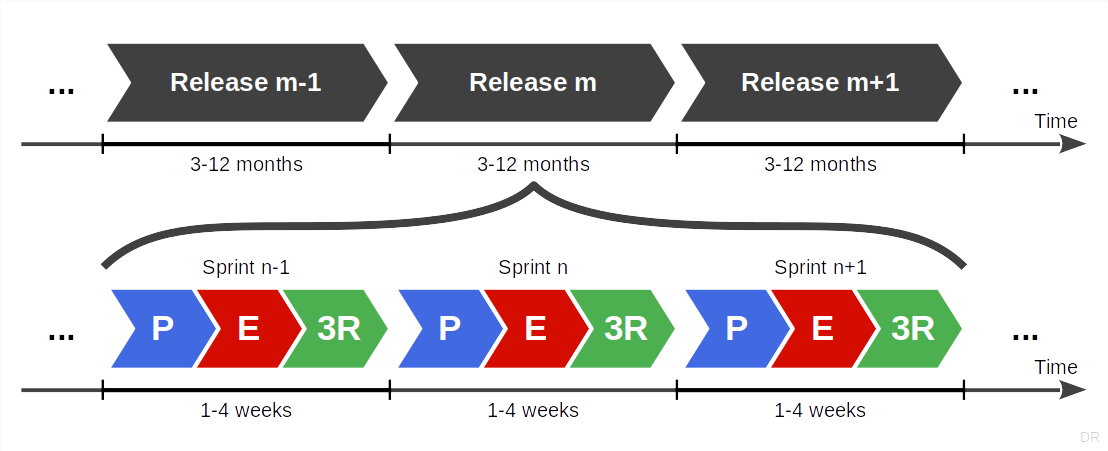 ... Release m-1 Release m Release m+1 ...
Time
3-12 months 3-12 months 3-12 months
Sprint n-1 Sprint n Sprint n+1
... P E 3R P E 3R P E 3R ...
Time
1-4 weeks 1-4 weeks 1-4 weeks
DR